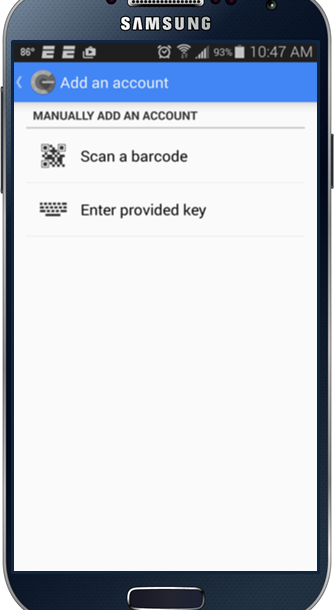 SAMSUNG
86° 93% 10:47 AM
Add an account
MANUALLY ADD AN ACCOUNT
Scan a barcode
Enter provided key